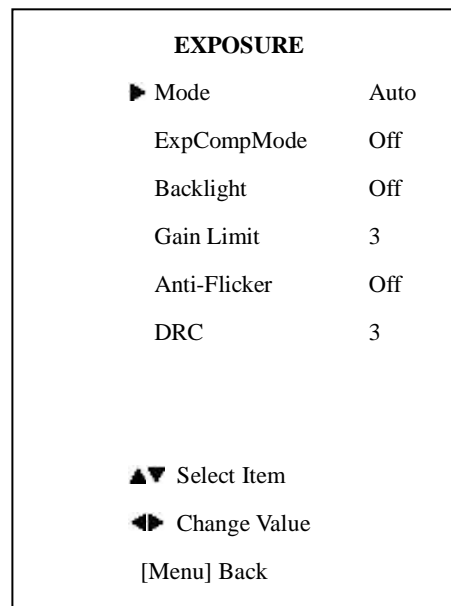 EXPOSURE
▶ Mode Auto
ExpCompMode Off
Backlight Off
Gain Limit 3
Anti-Flicker Off
DRC 3
▲▼ Select Item
◀▶ Change Value
[Menu] Back